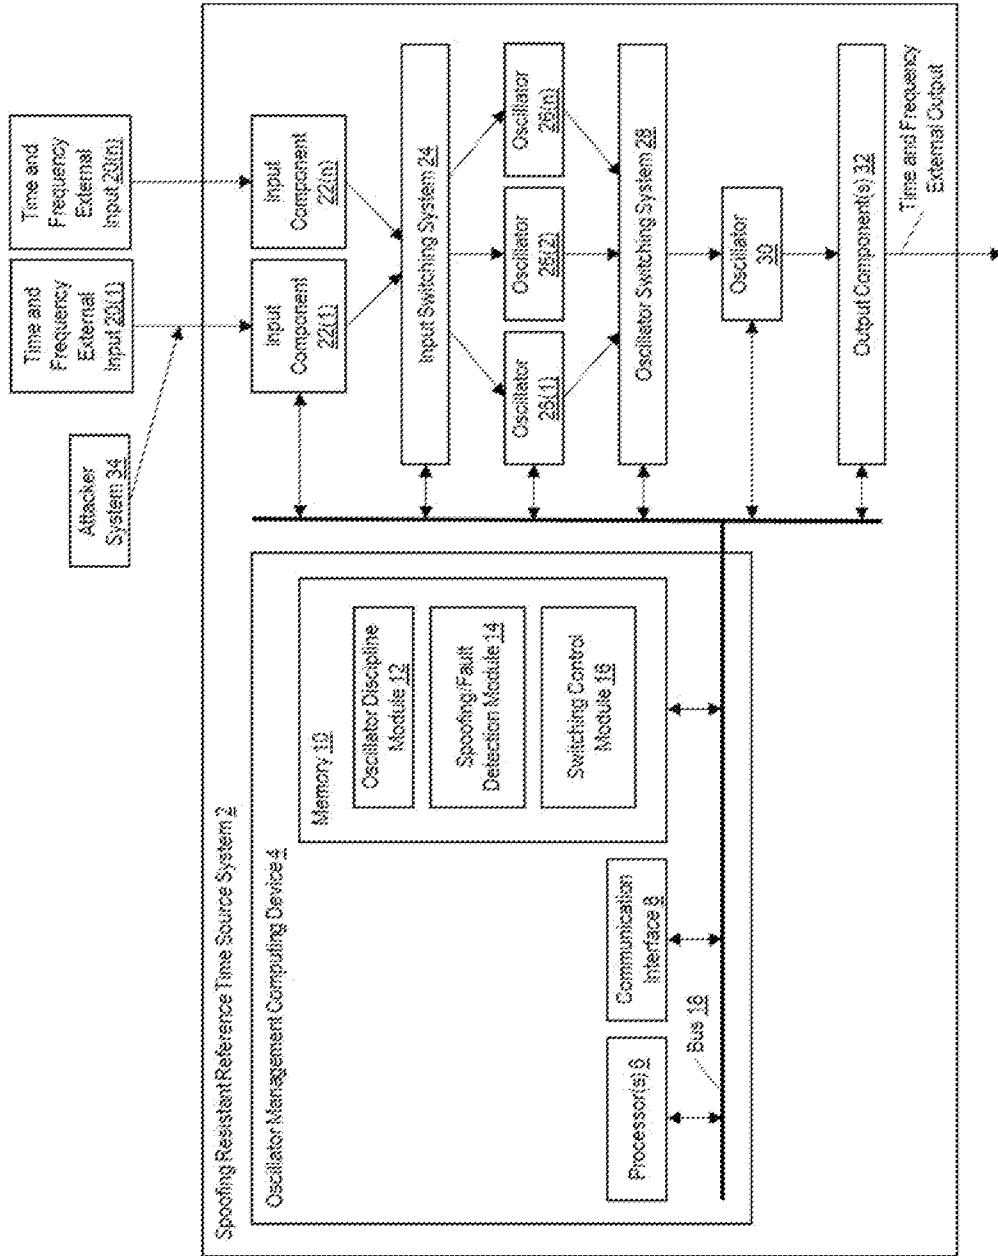 Spoofing Resistant Reference Time Source System 2
Oscillator Management Computing Device 4
Processor(s) 6
Communication
Interface 8
Bus 18
Memory 10
Oscillator Discipline
Module 12
Spoofing/Fault
Detection Module 14
Switching Control
Module 16
Attacker
System 34
Time and
Frequency
External
Input 20(1)
Time and
Frequency
External
Input 20(n)
Input
Component
22(1)
Input
Component
22(n)
Input Switching System 24
Oscillator
26(1)
Oscillator
26(2)
Oscillator
26(n)
Oscillator Switching System 28
Oscillator
30
Output Component(s) 32
Time and Frequency
External Output